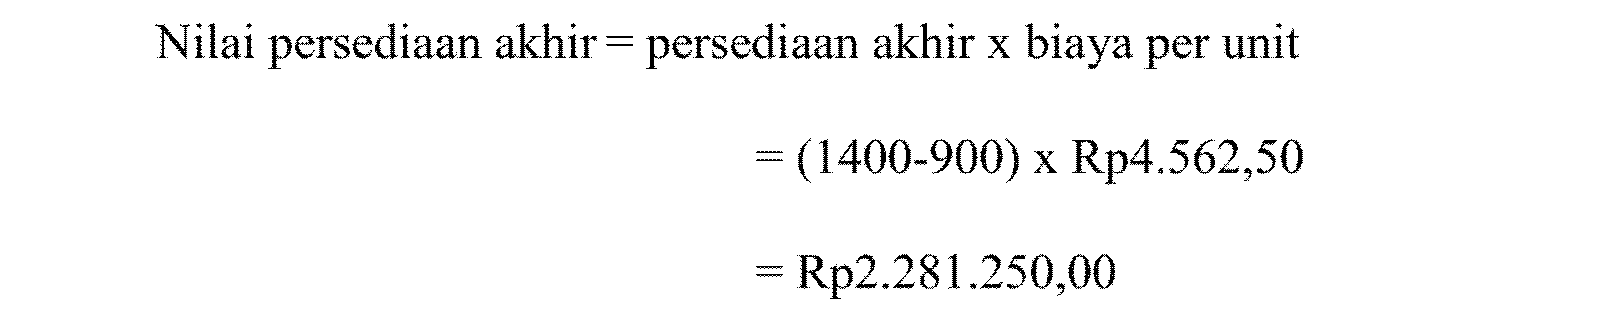 Nilai persediaan akhir = persediaan akhir x biaya per unit
= (1400-900) x Rp4.562,50
= Rp2.281.250,00